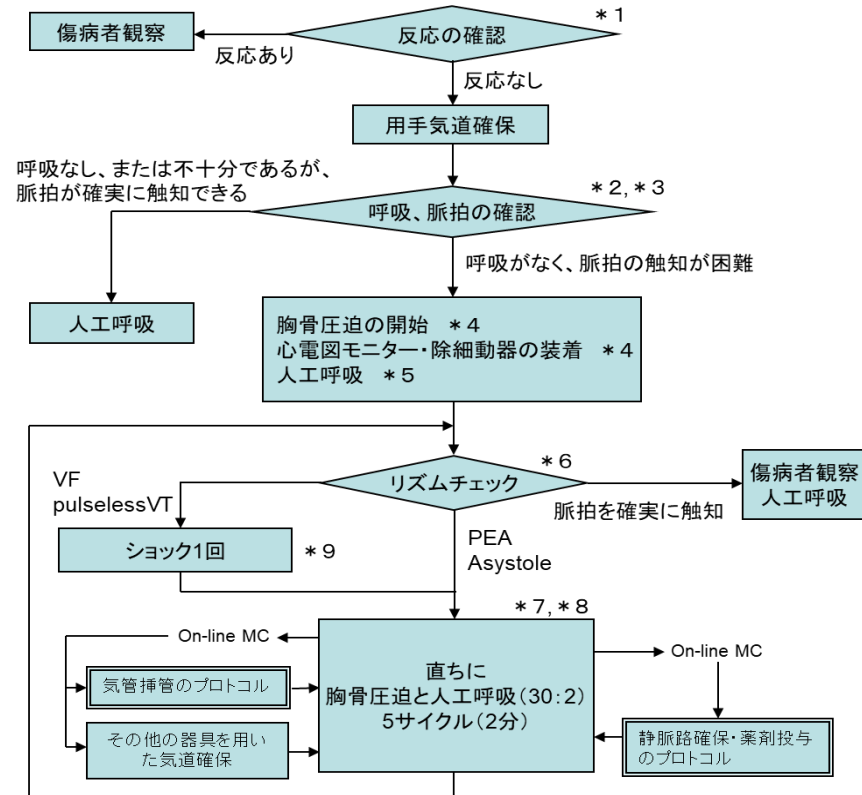 *1
傷病者観察
反応の確認
反応あり
反応なし
用手気道確保
呼吸なし、または不十分であるが、
脈拍が確実に触知できる
*2,*3
呼吸、脈拍の確認
呼吸がなく、脈拍の触知が困難
人工呼吸
胸骨圧迫の開始 *4
心電図モニター・除細動器の装着 *4
人工呼吸 *5
*6
リズムチェック
VF
pulselessVT
傷病者観察
人工呼吸
脈拍を確実に触知
ショック1回
*9
PEA
Asystole
*7,*8
On-line MC
On-line MC
直ちに
胸骨圧迫と人工呼吸(30:2)
5サイクル(2分)
気管挿管のプロトコル
その他の器具を用い
た気道確保
静脈路確保・薬剤投与
のプロトコル